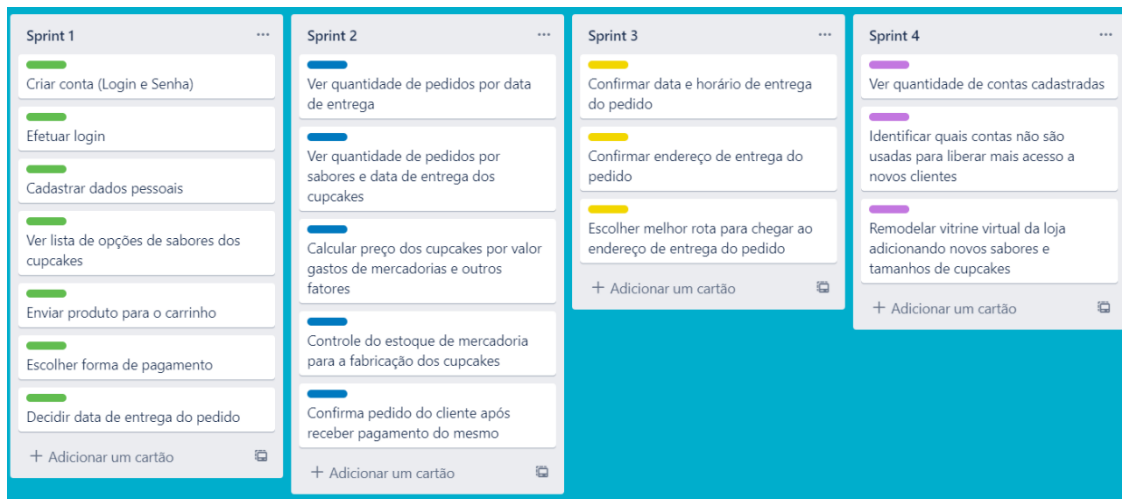 Sprint 1
Criar conta (Login e Senha)
Efetuar login
Cadastrar dados pessoais
Ver lista de opções de sabores dos
cupcakes
Enviar produto para o carrinho
Escolher forma de pagamento
Decidir data de entrega do pedido
+ Adicionar um cartão
Sprint 2
Ver quantidade de pedidos por data
de entrega
Ver quantidade de pedidos por
sabores e data de entrega dos
cupcakes
Calcular preço dos cupcakes por valor
gastos de mercadorias e outros
fatores
Controle do estoque de mercadoria
para a fabricação dos cupcakes
Confirma pedido do cliente após
receber pagamento do mesmo
+ Adicionar um cartão
Sprint 3
Confirmar data e horário de entrega
do pedido
Confirmar endereço de entrega do
pedido
Escolher melhor rota para chegar ao
endereço de entrega do pedido
+ Adicionar um cartão
Sprint 4
Ver quantidade de contas cadastradas
Identificar quais contas não são
usadas para liberar mais acesso a
novos clientes
Remodelar vitrine virtual da loja
adicionando novos sabores e
tamanhos de cupcakes
+ Adicionar um cartão